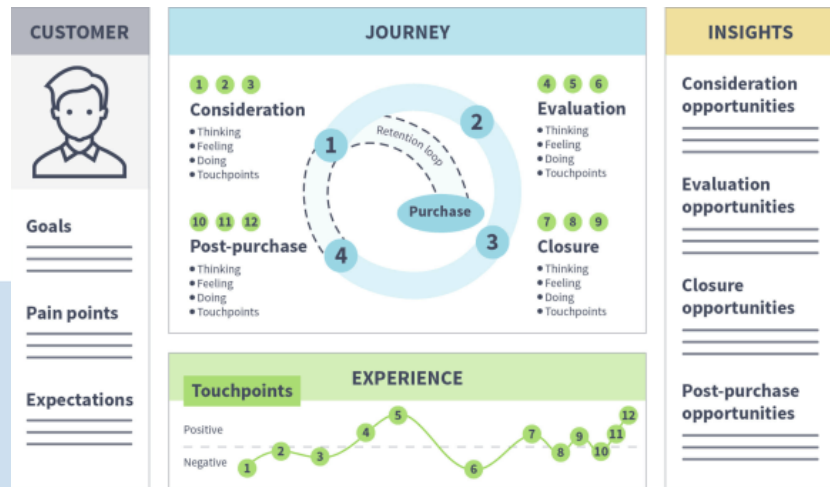 CUSTOMER
Goals
Pain points
Expectations
JOURNEY
1 2 3
Consideration
• Thinking
• Feeling
• Doing
• Touchpoints
4 5 6
Evaluation
• Thinking
• Feeling
• Doing
• Touchpoints
10 11 12
Post-purchase
• Thinking
• Feeling
• Doing
• Touchpoints
7 8 9
Closure
• Thinking
• Feeling
• Doing
• Touchpoints
1
2
3
4
Retention loop
Purchase
EXPERIENCE
Touchpoints
Positive
Negative
1
2
3
4
5
6
7
8
9
10
11
12
INSIGHTS
Consideration
opportunities
Evaluation
opportunities
Closure
opportunities
Post-purchase
opportunities